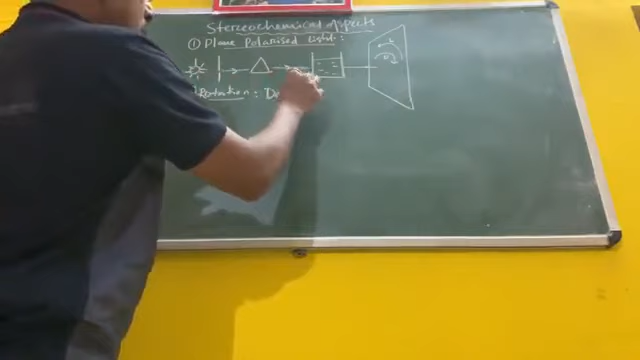 Stereochemical aspects
① Plane Polarised Light:
Rotation : D